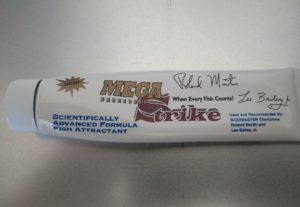 NEW!
MEGA
Strike
Roland Martin
When Every Fish Counts!
Lee Bailey Jr
SCIENTIFICALLY
ADVANCED FORMULA
FISH ATTRACTANT
Used and Recommended By:
BASSMASTER Champions
Roland Martin and
Lee Bailey, Jr.